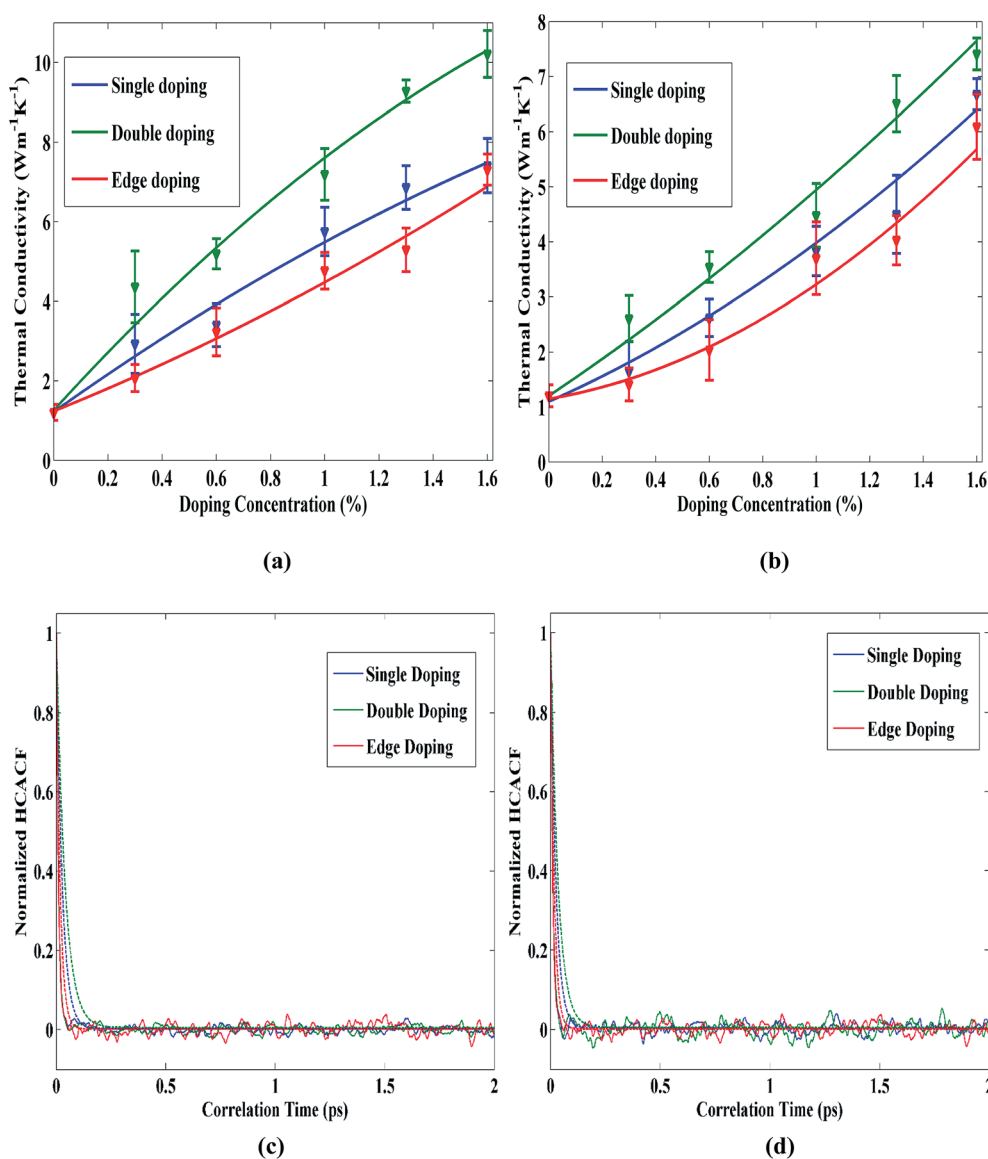 Thermal Conductivity (Wm⁻¹K⁻¹)
10
8
6
4
2
0
Single doping
Double doping
Edge doping
0 0.2 0.4 0.6 0.8 1 1.2 1.4 1.6
Doping Concentration (%)
(a)
Thermal Conductivity (Wm⁻¹K⁻¹)
8
7
6
5
4
3
2
1
0
Single doping
Double doping
Edge doping
0 0.2 0.4 0.6 0.8 1 1.2 1.4 1.6
Doping Concentration (%)
(b)
Normalized HCACF
1
0.8
0.6
0.4
0.2
0
Single Doping
Double Doping
Edge Doping
0 0.5 1 1.5 2
Correlation Time (ps)
(c)
Normalized HCACF
1
0.8
0.6
0.4
0.2
0
Single Doping
Double Doping
Edge Doping
0 0.5 1 1.5 2
Correlation Time (ps)
(d)